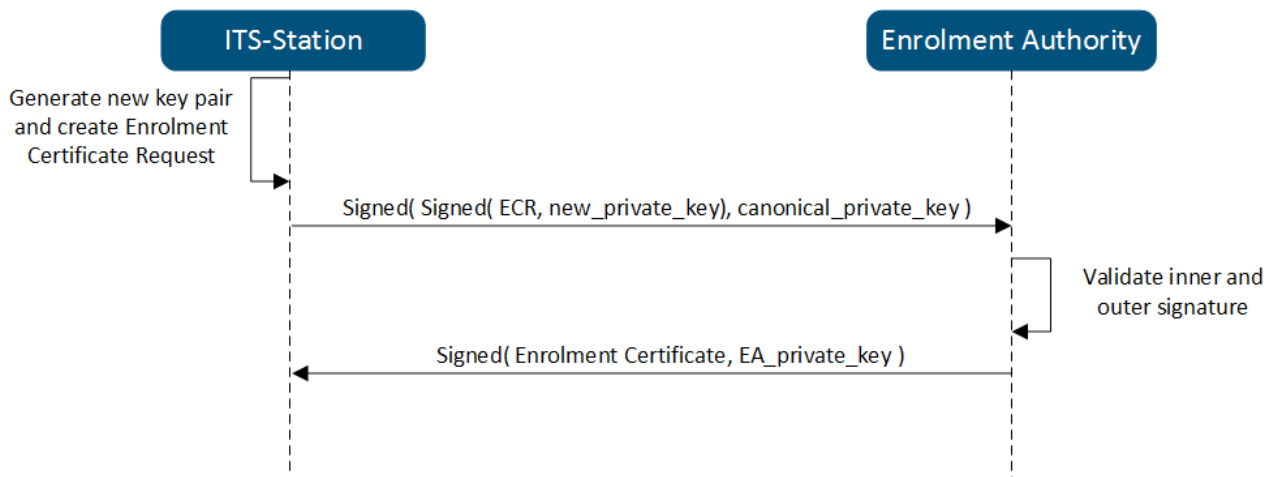 ITS-Station
Enrolment Authority
Generate new key pair
and create Enrolment
Certificate Request
Signed( Signed( ECR, new_private_key), canonical_private_key )
Validate inner and
outer signature
Signed( Enrolment Certificate, EA_private_key )